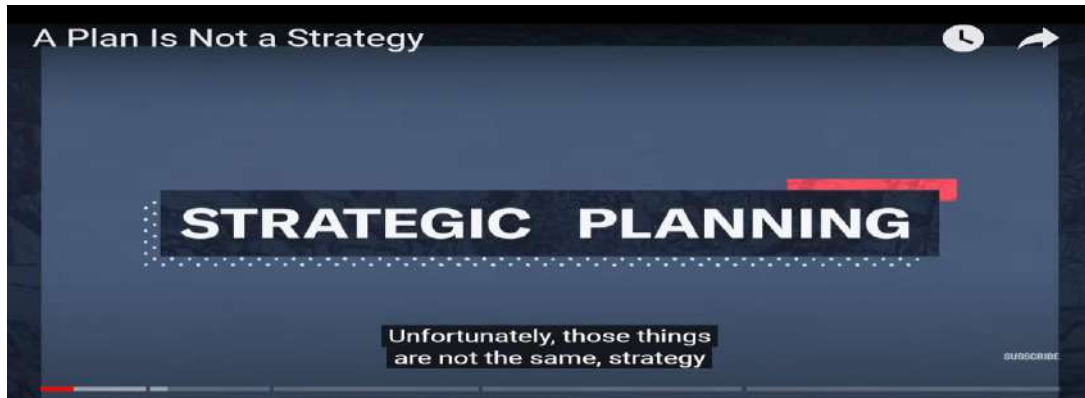 A Plan Is Not a Strategy
STRATEGIC PLANNING
Unfortunately, those things
are not the same, strategy
SUBSCRIBE